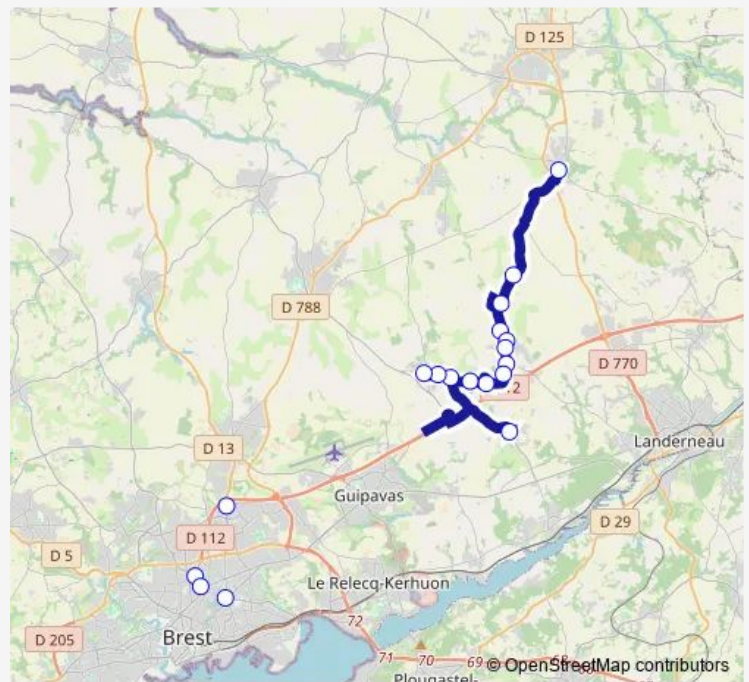 D 125
D 788
D 770
12
Landerneau
D 13
Guipavas
D 112
D 29
D 5
Le Relecq-Kerhuon
72
Brest
D 205
71
70
69
© OpenStreetMap contributors